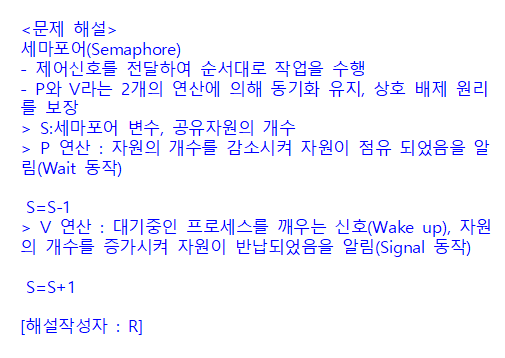 <문제 해설>
세마포어(Semaphore)
- 제어신호를 전달하여 순서대로 작업을 수행
- P와 V라는 2개의 연산에 의해 동기화 유지, 상호 배제 원리
를 보장
> S:세마포어 변수, 공유자원의 개수
> P 연산 : 자원의 개수를 감소시켜 자원이 점유 되었음을 알
림(Wait 동작)
S=S-1
> V 연산 : 대기중인 프로세스를 깨우는 신호(Wake up), 자원
의 개수를 증가시켜 자원이 반납되었음을 알림(Signal 동작)
S=S+1
[해설작성자 : R]